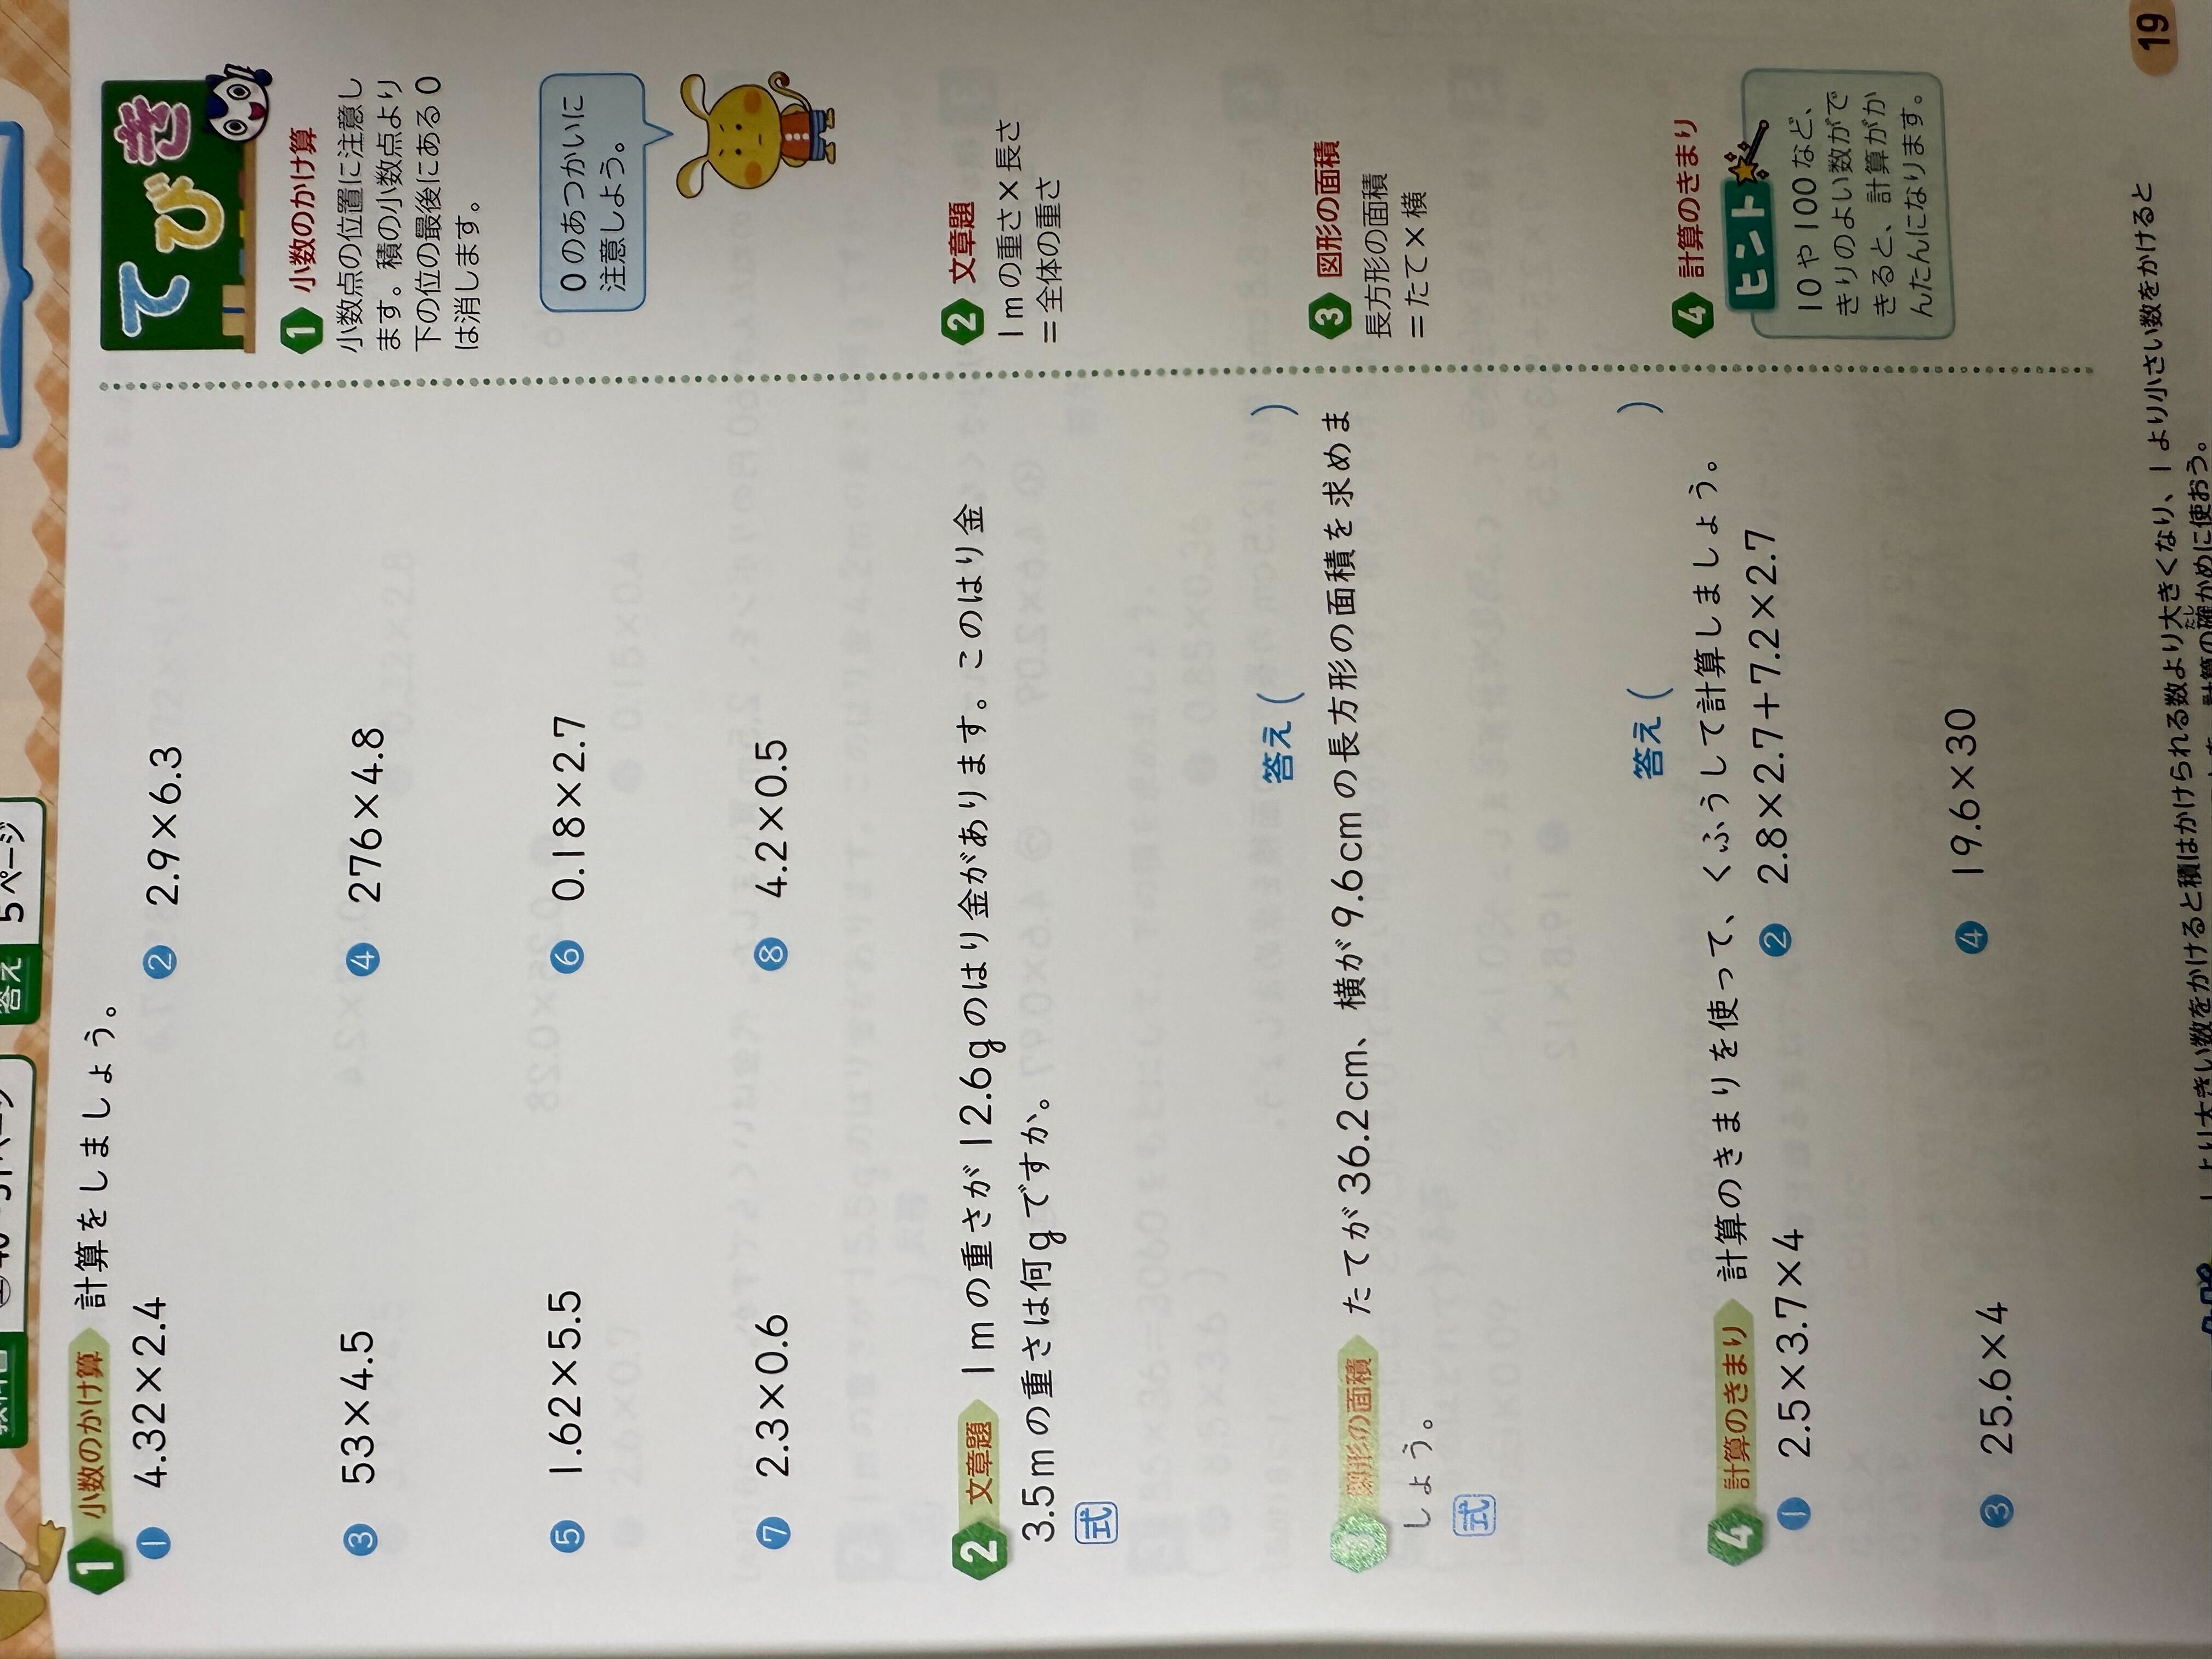 答え 5ページ
1 小数のかけ算 計算をしましょう。
① 4.32×2.4 ② 2.9×6.3
③ 53×4.5 ④ 276×4.8
⑤ 1.62×5.5 ⑥ 0.18×2.7
⑦ 2.3×0.6 ⑧ 4.2×0.5
2 文章題 1mの重さが12.6gのはり金があります。このはり金
3.5mの重さは何gですか。
式
答え( )
3 図形の面積 たてが36.2cm、横が9.6cmの長方形の面積を求めま
しょう。
式
答え( )
4 計算のきまり 計算のきまりを使って、くふうして計算しましょう。
① 2.5×3.7×4 ② 2.8×2.7+7.2×2.7
③ 25.6×4 ④ 19.6×30
てびき
1 小数のかけ算
小数点の位置に注意し
ます。積の小数点より
下の位の最後にある0
は消します。
0のあつかいに
注意しよう。
2 文章題
1mの重さ×長さ
=全体の重さ
3 図形の面積
長方形の面積
=たて×横
4 計算のきまり
ヒント
10や100など、
きりのよい数がで
きると、計算がか
んたんになります。
より大きい数をかけると積はかけられる数より大きくなり、1より小さい数をかけると
計算の確かめに使おう。
たし
19